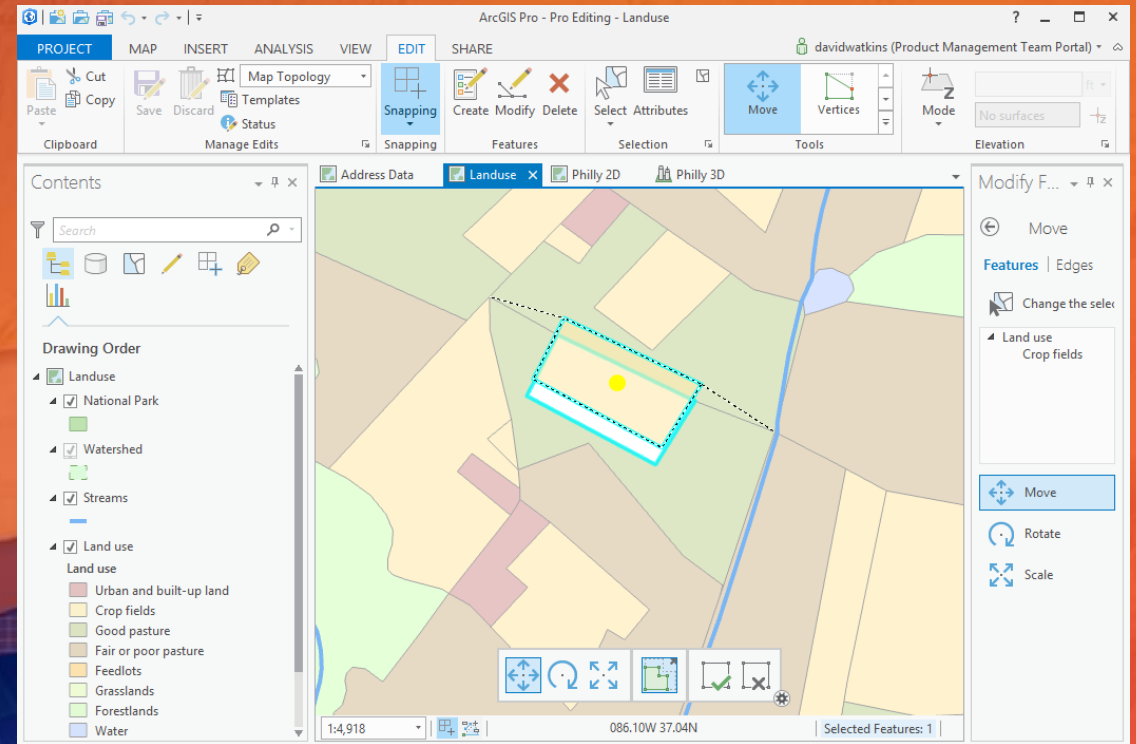 ArcGIS Pro - Pro Editing - Landuse
?
PROJECT MAP INSERT ANALYSIS VIEW EDIT SHARE
davidwatkins (Product Management Team Portal)
Paste
Cut
Copy
Clipboard
Save
Discard
Map Topology
Templates
Status
Manage Edits
Snapping
Snapping
Create Modify Delete
Features
Select Attributes
Selection
Move
Vertices
Tools
Mode
ft
No surfaces
Elevation
Contents
Search
Drawing Order
Landuse
National Park
Watershed
Streams
Land use
Land use
Urban and built-up land
Crop fields
Good pasture
Fair or poor pasture
Feedlots
Grasslands
Forestlands
Water
Address Data Landuse Philly 2D Philly 3D
1:4,918 086.10W 37.04N Selected Features: 1
Modify F...
Move
Features | Edges
Change the selec
Land use
Crop fields
Move
Rotate
Scale